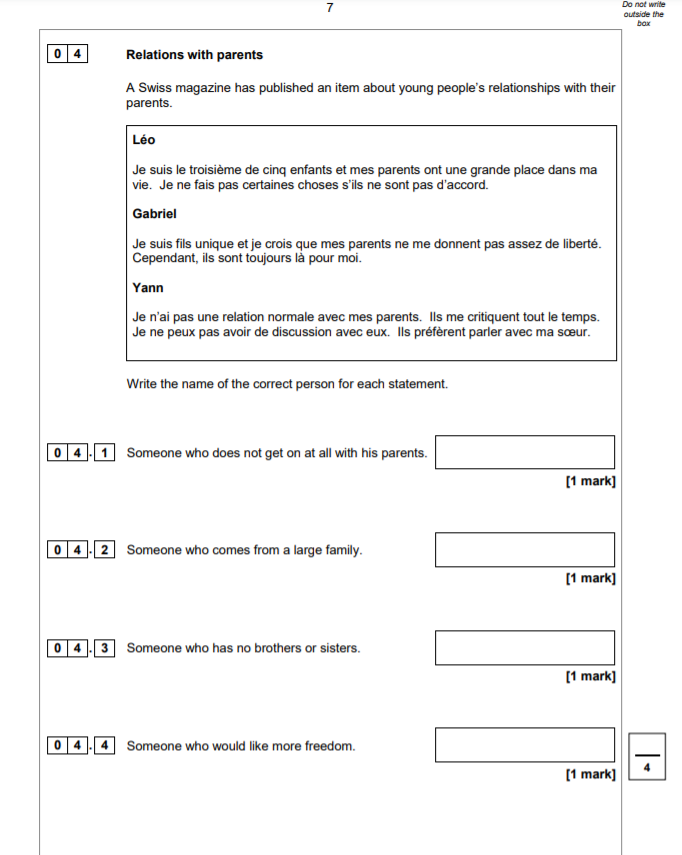 7
Do not write
outside the
box
0 4 Relations with parents
A Swiss magazine has published an item about young people's relationships with their
parents.
Léo
Je suis le troisième de cinq enfants et mes parents ont une grande place dans ma
vie. Je ne fais pas certaines choses s'ils ne sont pas d'accord.
Gabriel
Je suis fils unique et je crois que mes parents ne me donnent pas assez de liberté.
Cependant, ils sont toujours là pour moi.
Yann
Je n'ai pas une relation normale avec mes parents. Ils me critiquent tout le temps.
Je ne peux pas avoir de discussion avec eux. Ils préfèrent parler avec ma sœur.
Write the name of the correct person for each statement.
0 4 . 1 Someone who does not get on at all with his parents.
[1 mark]
0 4 . 2 Someone who comes from a large family.
[1 mark]
0 4 . 3 Someone who has no brothers or sisters.
[1 mark]
0 4 . 4 Someone who would like more freedom.
[1 mark]
4